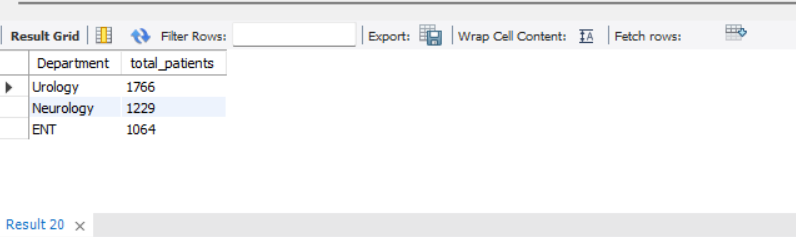 Result Grid Filter Rows: Export: Wrap Cell Content: IA Fetch rows:
Department total_patients
Urology 1766
Neurology 1229
ENT 1064
Result 20 ×